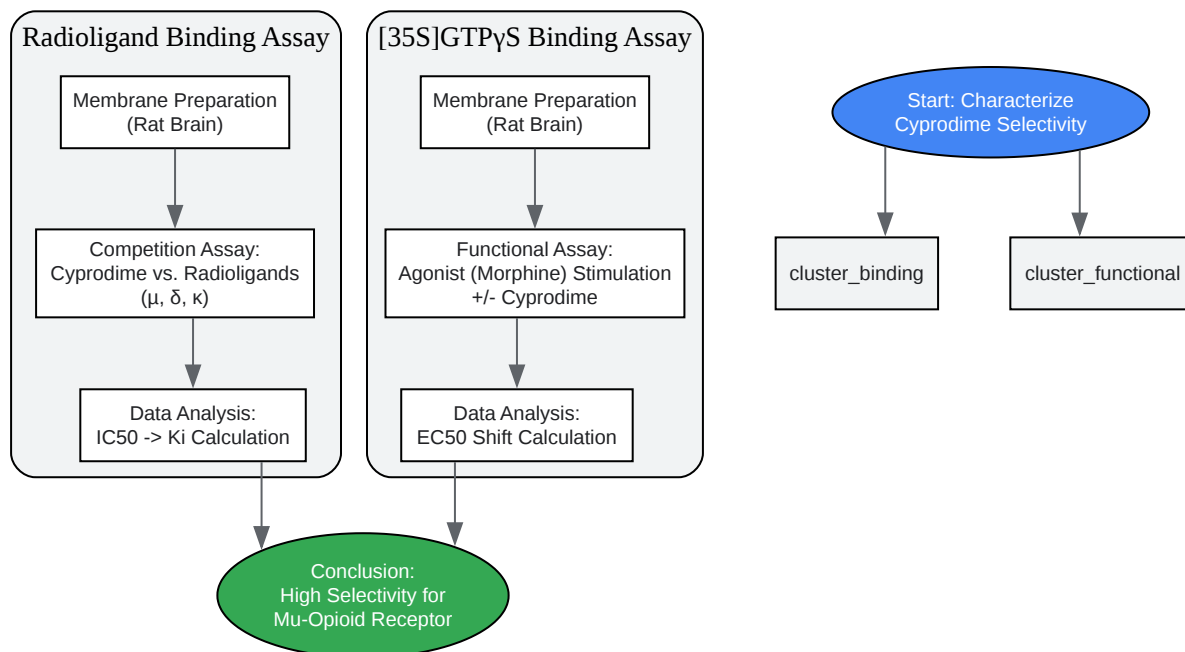 Radioligand Binding Assay
Membrane Preparation
(Rat Brain)
Competition Assay:
Cyprodime vs. Radioligands
(μ, δ, κ)
Data Analysis:
IC50 -> Ki Calculation
[35S]GTPγS Binding Assay
Membrane Preparation
(Rat Brain)
Functional Assay:
Agonist (Morphine) Stimulation
+/- Cyprodime
Data Analysis:
EC50 Shift Calculation
Conclusion:
High Selectivity for
Mu-Opioid Receptor
Start: Characterize
Cyprodime Selectivity
cluster_binding
cluster_functional